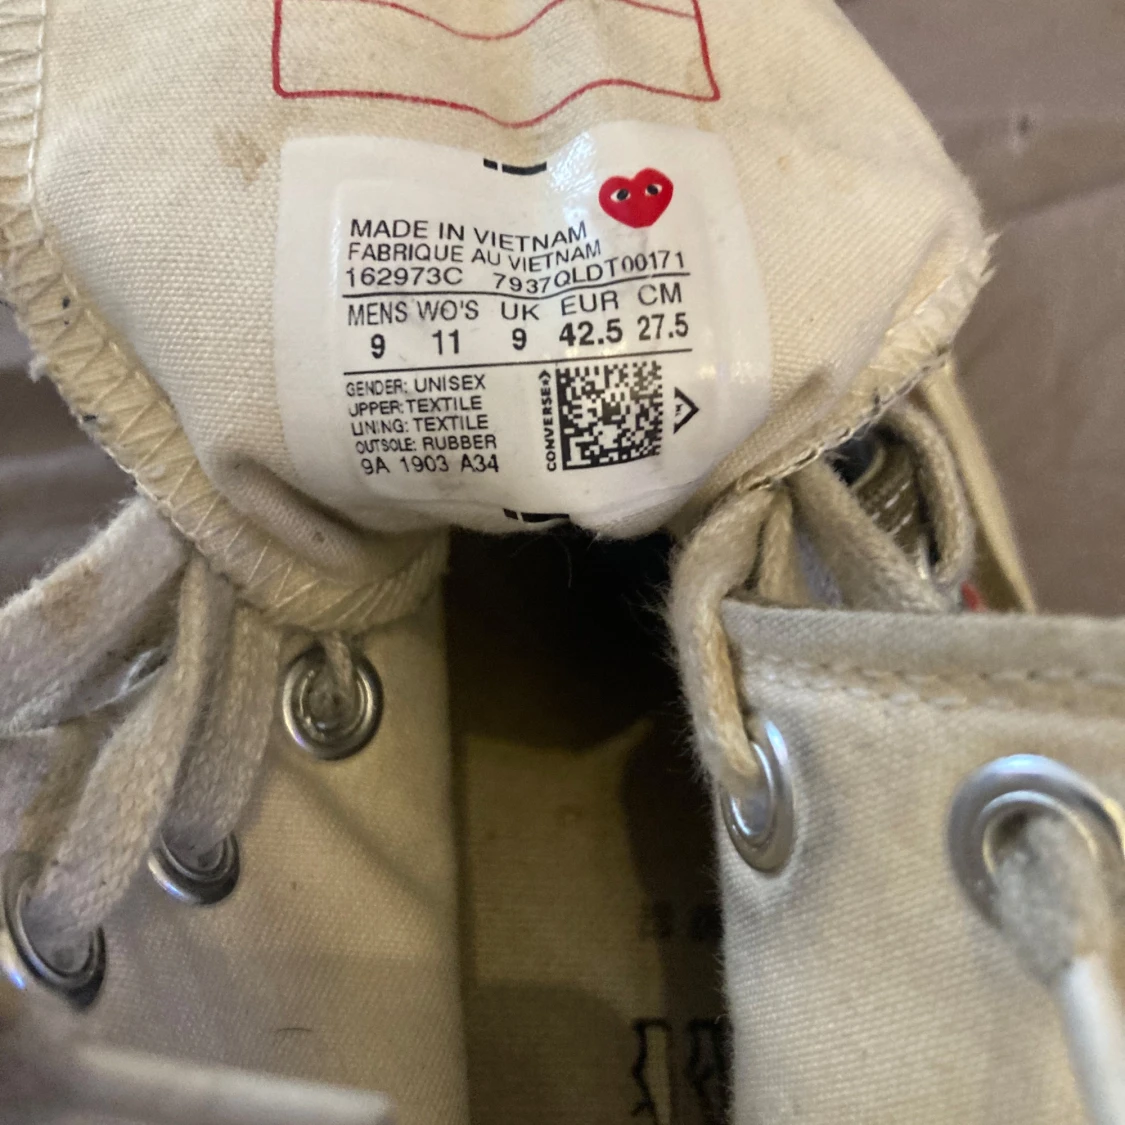 MADE IN VIETNAM
FABRIQUE AU VIETNAM
162973C 7937QLDT00171
MENS WO'S UK EUR CM
9 11 9 42.5 27.5
GENDER: UNISEX
UPPER: TEXTILE
LINING: TEXTILE
OUTSOLE: RUBBER
9A 1903 A34
CONVERSE
TM